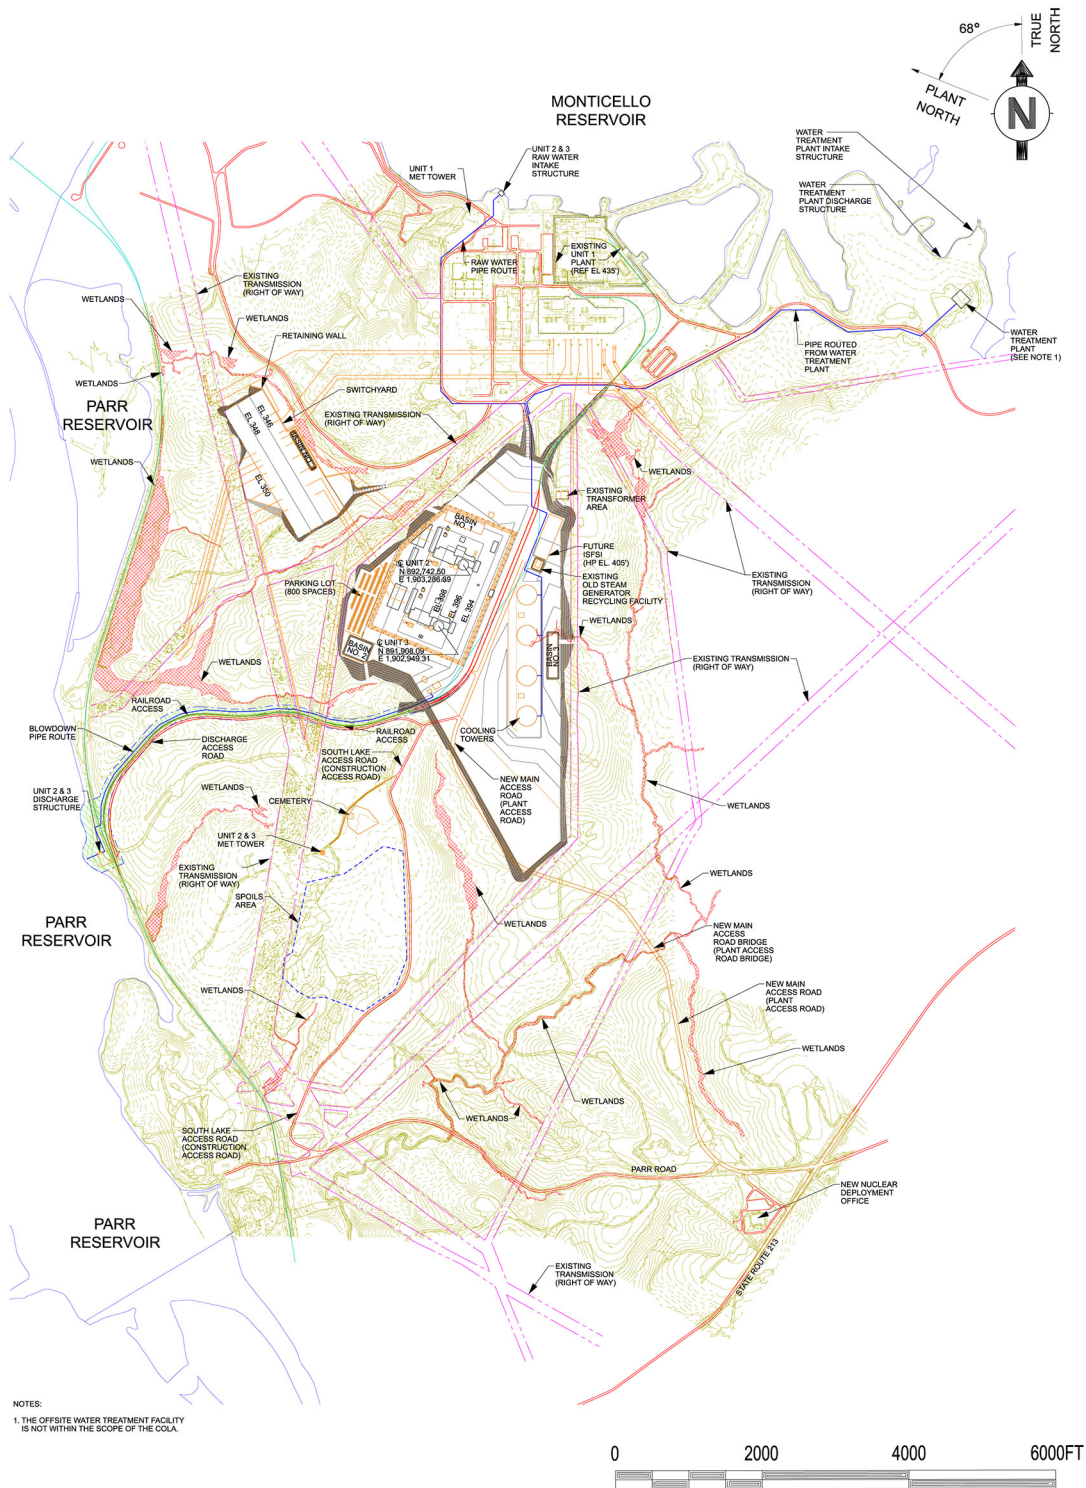 68°
TRUE
NORTH
PLANT
NORTH
N
MONTICELLO
RESERVOIR
WATER
TREATMENT
PLANT INTAKE
STRUCTURE
UNIT 2 & 3
RAW WATER
INTAKE
STRUCTURE
UNIT 1
MET TOWER
WATER
TREATMENT
PLANT DISCHARGE
STRUCTURE
EXISTING
UNIT 1
PLANT
(REF EL 435')
RAW WATER
PIPE ROUTE
EXISTING
TRANSMISSION
(RIGHT OF WAY)
WETLANDS
WETLANDS
RETAINING WALL
WATER
TREATMENT
PLANT
(SEE NOTE 1)
PIPE ROUTED
FROM WATER
TREATMENT
PLANT
WETLANDS
SWITCHYARD
PARR
RESERVOIR
EL 346
EL 348
EL 350
EXISTING TRANSMISSION
(RIGHT OF WAY)
WETLANDS
WETLANDS
EXISTING
TRANSFORMER
AREA
BASIN
NO. 1
FUTURE
ISFSI
(HP EL. 405')
UNIT 2
N 892,742.50
E 1,903,286.89
EXISTING
OLD STEAM
GENERATOR
RECYCLING FACILITY
PARKING LOT
(800 SPACES)
EL 398
EL 396
EL 394
EXISTING
TRANSMISSION
(RIGHT OF WAY)
WETLANDS
BASIN
NO. 2
UNIT 3
N 891,908.09
E 1,902,949.31
BASIN
NO. 3
WETLANDS
EXISTING TRANSMISSION
(RIGHT OF WAY)
RAILROAD
ACCESS
BLOWDOWN
PIPE ROUTE
DISCHARGE
ACCESS
ROAD
RAILROAD
ACCESS
COOLING
TOWERS
SOUTH LAKE
ACCESS ROAD
(CONSTRUCTION
ACCESS ROAD)
UNIT 2 & 3
DISCHARGE
STRUCTURE
WETLANDS
CEMETERY
NEW MAIN
ACCESS
ROAD
(PLANT
ACCESS
ROAD)
WETLANDS
UNIT 2 & 3
MET TOWER
EXISTING
TRANSMISSION
(RIGHT OF WAY)
WETLANDS
SPOILS
AREA
PARR
RESERVOIR
WETLANDS
NEW MAIN
ACCESS
ROAD BRIDGE
(PLANT ACCESS
ROAD BRIDGE)
WETLANDS
NEW MAIN
ACCESS ROAD
(PLANT
ACCESS ROAD)
WETLANDS
WETLANDS
WETLANDS
SOUTH LAKE
ACCESS ROAD
(CONSTRUCTION
ACCESS ROAD)
PARR ROAD
NEW NUCLEAR
DEPLOYMENT
OFFICE
PARR
RESERVOIR
STATE ROUTE 213
EXISTING
TRANSMISSION
(RIGHT OF WAY)
NOTES:
1. THE OFFSITE WATER TREATMENT FACILITY
IS NOT WITHIN THE SCOPE OF THE COLA.
0 2000 4000 6000FT